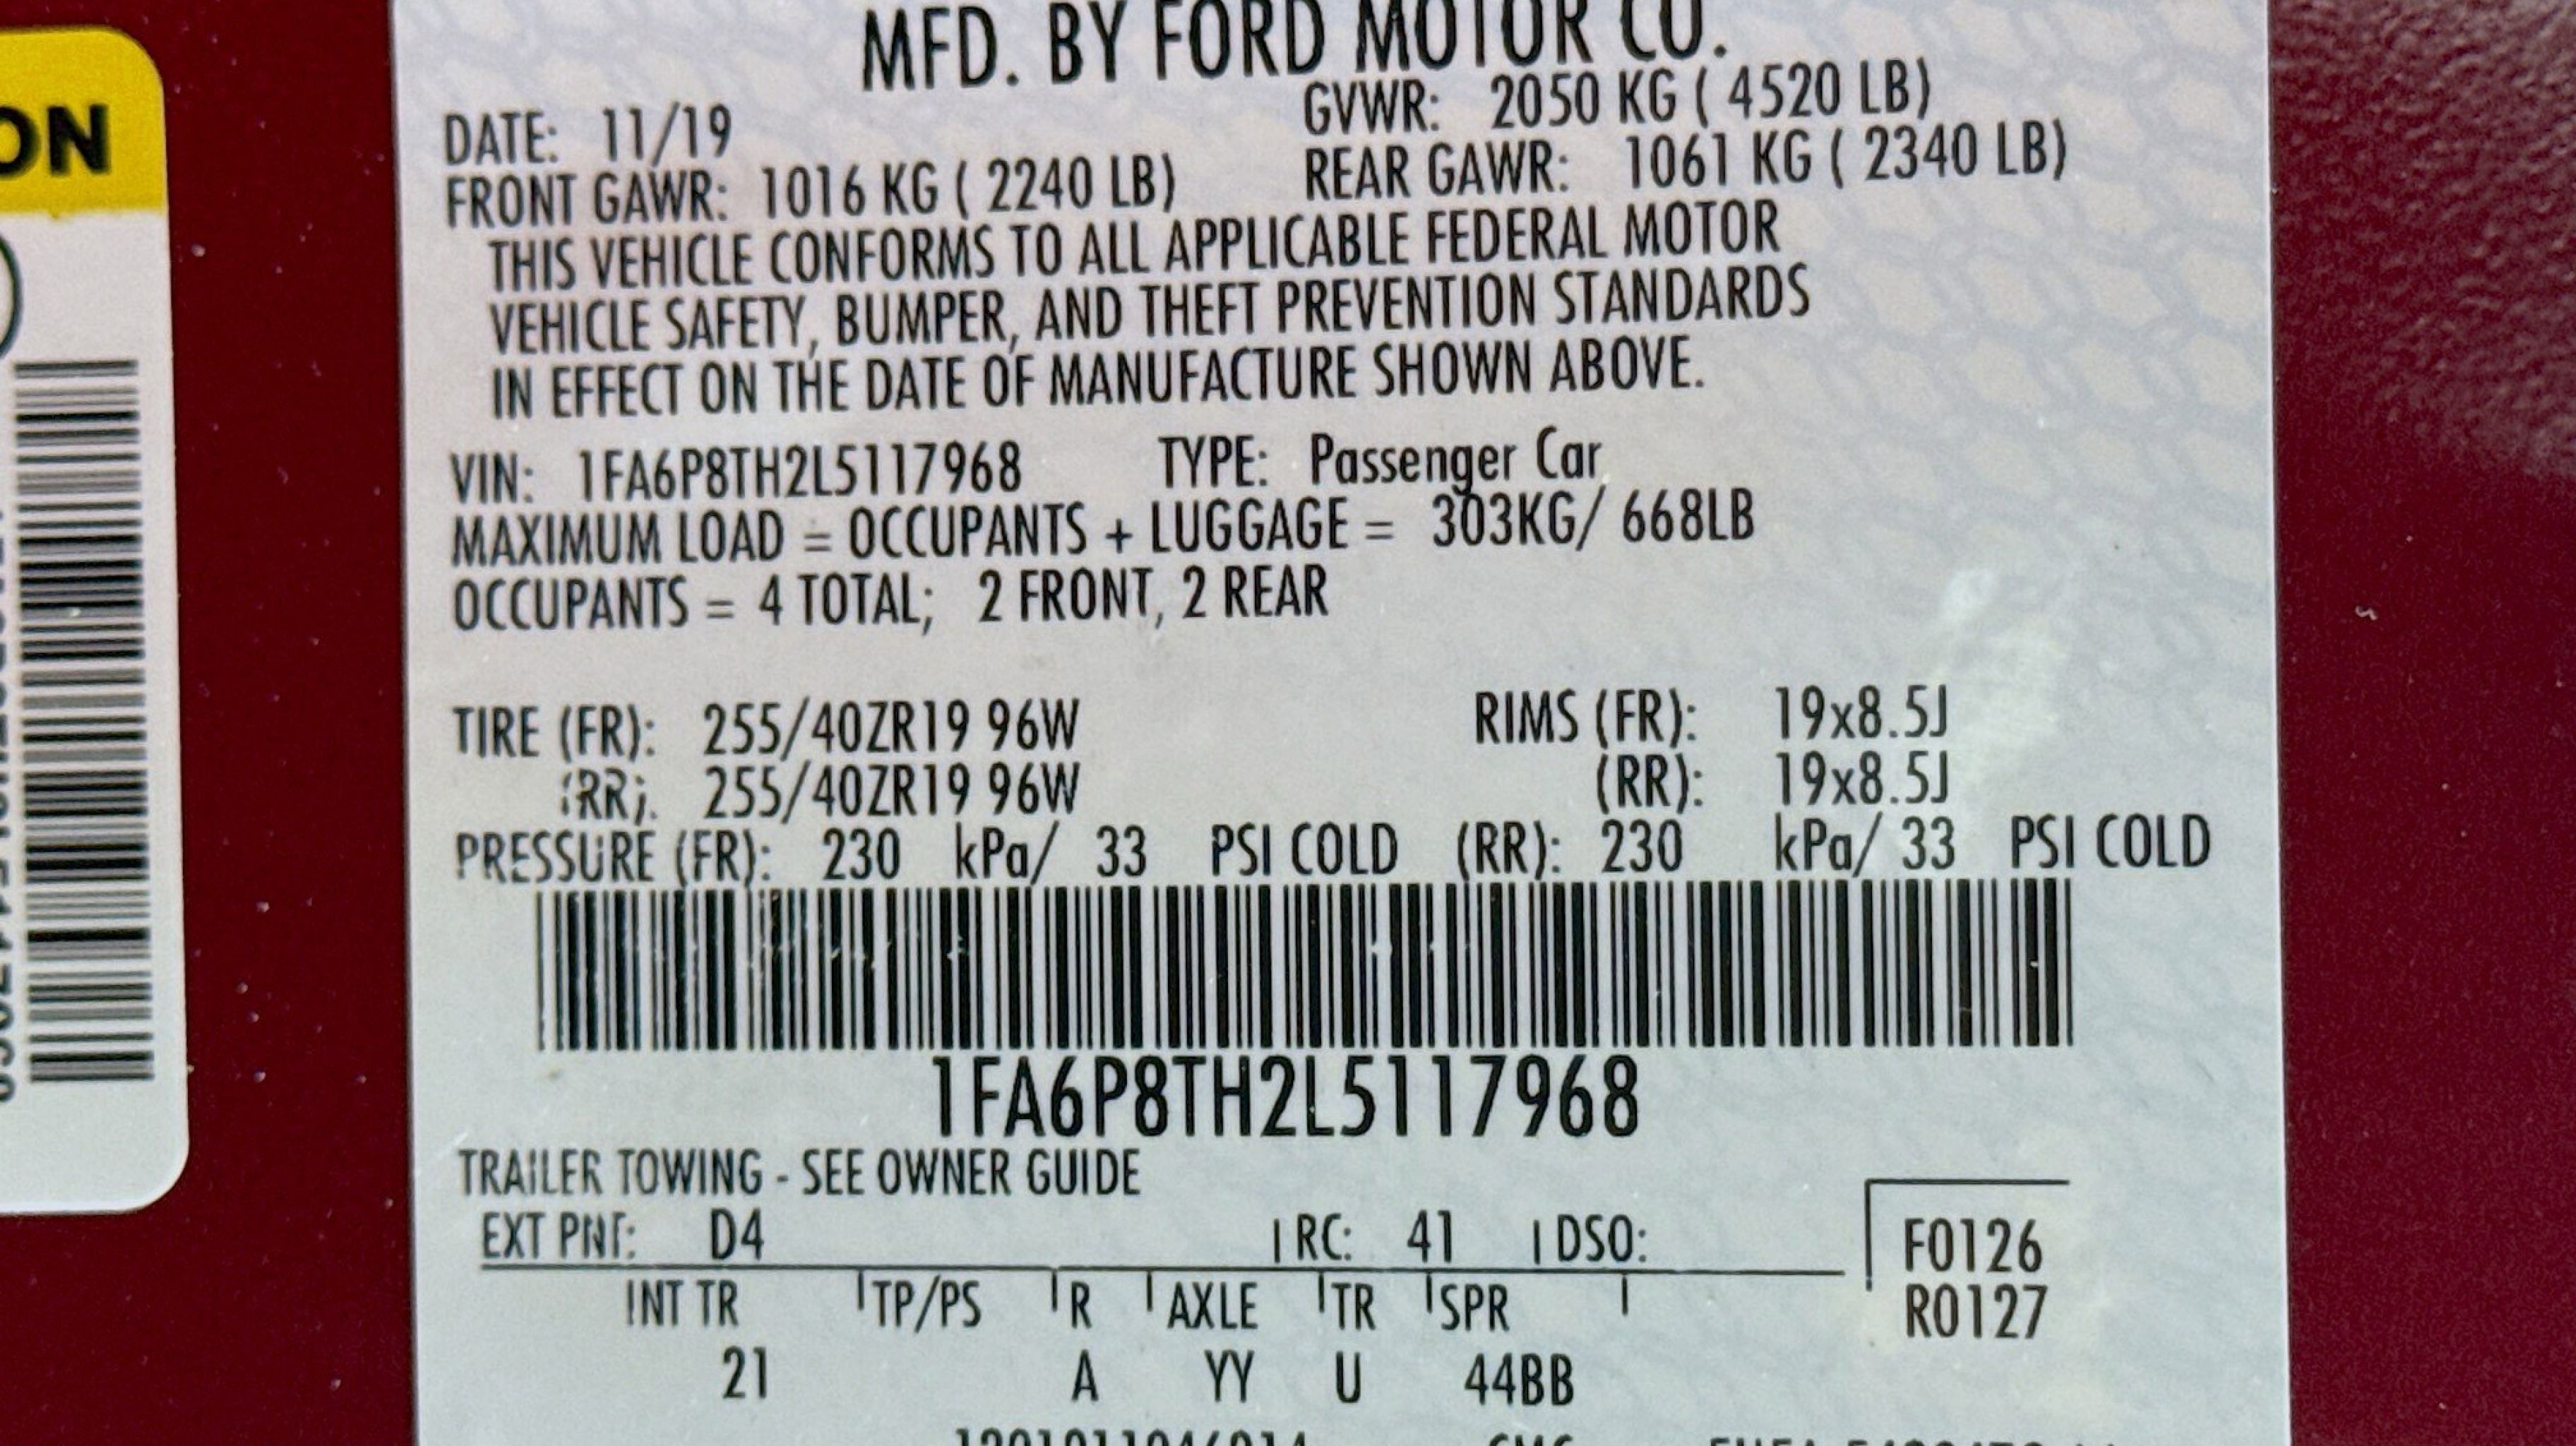 ON
MFD. BY FORD MOTOR CO.
DATE: 11/19 GVWR: 2050 KG ( 4520 LB)
FRONT GAWR: 1016 KG ( 2240 LB) REAR GAWR: 1061 KG ( 2340 LB)
THIS VEHICLE CONFORMS TO ALL APPLICABLE FEDERAL MOTOR
VEHICLE SAFETY, BUMPER, AND THEFT PREVENTION STANDARDS
IN EFFECT ON THE DATE OF MANUFACTURE SHOWN ABOVE.
VIN: 1FA6P8TH2L5117968 TYPE: Passenger Car
MAXIMUM LOAD = OCCUPANTS + LUGGAGE = 303KG/ 668LB
OCCUPANTS = 4 TOTAL; 2 FRONT, 2 REAR
TIRE (FR): 255/40ZR19 96W RIMS (FR): 19x8.5J
(RR): 255/40ZR19 96W (RR): 19x8.5J
PRESSURE (FR): 230 kPa/ 33 PSI COLD (RR): 230 kPa/ 33 PSI COLD
1FA6P8TH2L5117968
TRAILER TOWING - SEE OWNER GUIDE
EXT PNT: D4 RC: 41 DSO: F0126
INT TR TP/PS R AXLE TR SPR R0127
21 A YY U 44BB